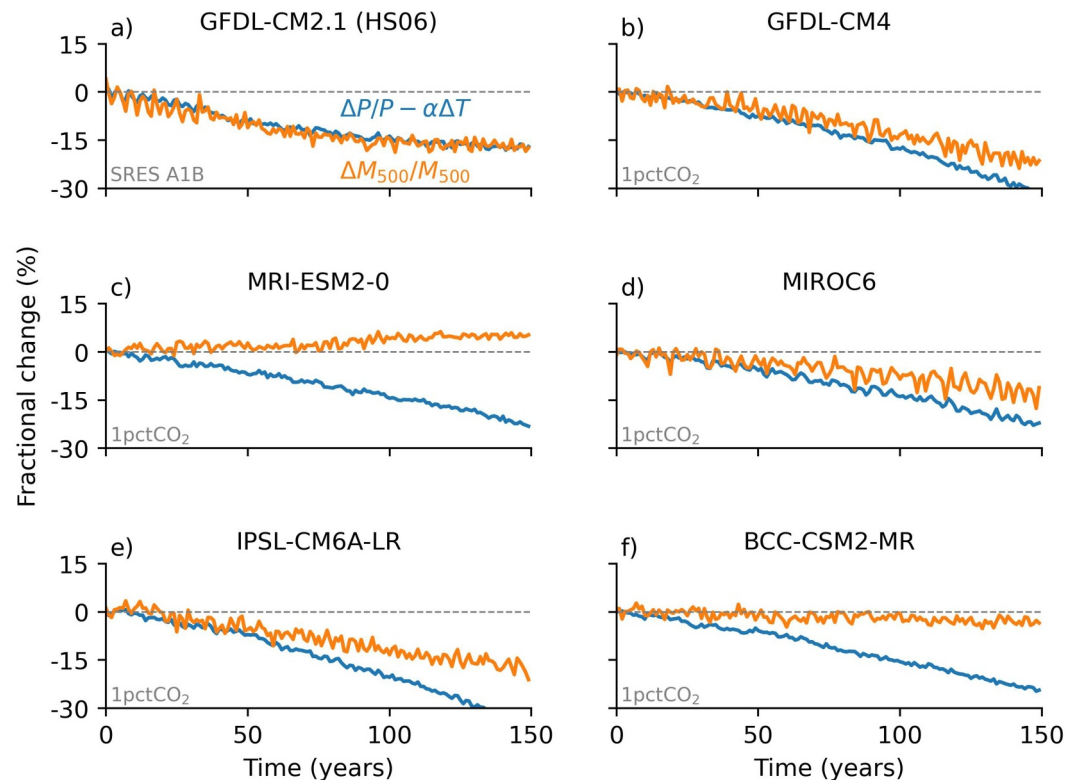 a) GFDL-CM2.1 (HS06)
15
0
-15
-30
ΔP/P − αΔT
ΔM₅₀₀/M₅₀₀
SRES A1B
b) GFDL-CM4
1pctCO₂
Fractional change (%)
c) MRI-ESM2-0
15
0
-15
-30
1pctCO₂
d) MIROC6
1pctCO₂
e) IPSL-CM6A-LR
15
0
-15
-30
1pctCO₂
0 50 100 150
Time (years)
f) BCC-CSM2-MR
1pctCO₂
0 50 100 150
Time (years)